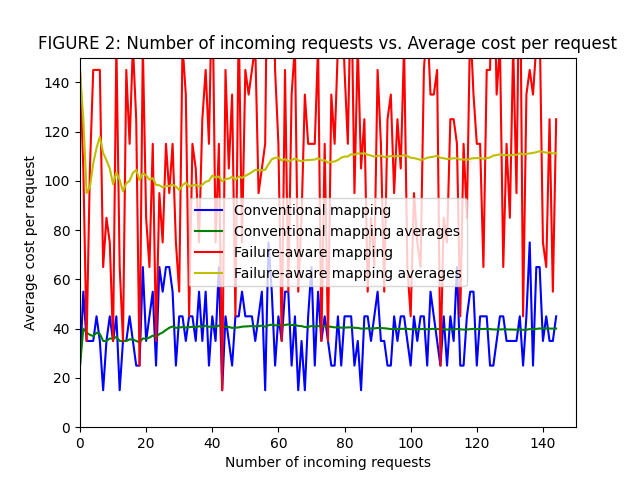 FIGURE 2: Number of incoming requests vs. Average cost per request
140
120
100
80
60
40
20
0
Average cost per request
Conventional mapping
Conventional mapping averages
Failure-aware mapping
Failure-aware mapping averages
0 20 40 60 80 100 120 140
Number of incoming requests